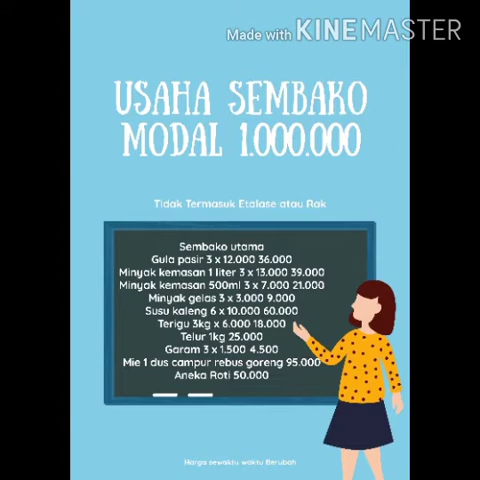 Made with KINEMASTER
USAHA SEMBAKO
MODAL 1.000.000
Tidak Termasuk Etalase atau Rak
Sembako utama
Gula pasir 3 x 12.000 36.000
Minyak kemasan 1 liter 3 x 13.000 39.000
Minyak kemasan 500ml 3 x 7.000 21.000
Minyak gelas 3 x 3.000 9.000
Susu kaleng 6 x 10.000 60.000
Terigu 3kg x 6.000 18.000
Telur 1kg 25.000
Garam 3 x 1.500 4.500
Mie 1 dus campur rebus goreng 95.000
Aneka Roti 50.000
Harga sewaktu waktu Berubah